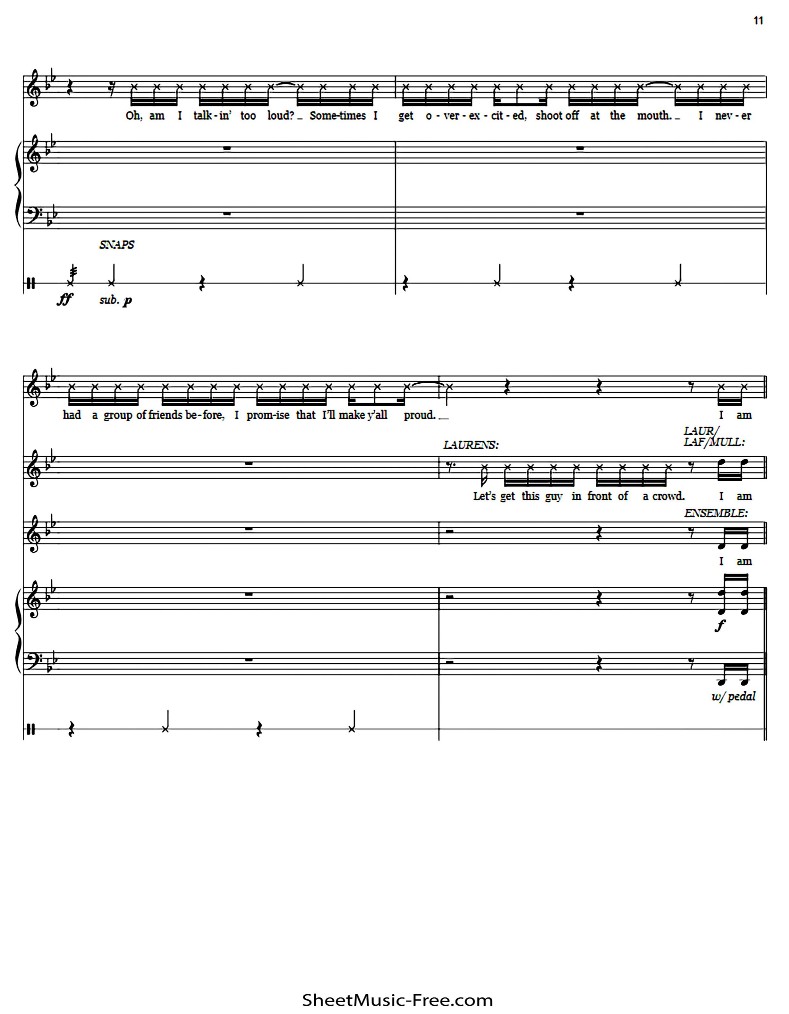 11
Oh, am I talk-in' too loud?_ Some-times I get o-ver-ex-cit-ed, shoot off at the mouth._ I nev-er
SNAPS
ff sub. p
had a group of friends be-fore, I prom-ise that I'll make y'all proud._ I am
LAURENS:
LAUR/
LAF/MULL:
Let's get this guy in front of a crowd. I am
ENSEMBLE:
I am
f
w/ pedal
SheetMusic-Free.com